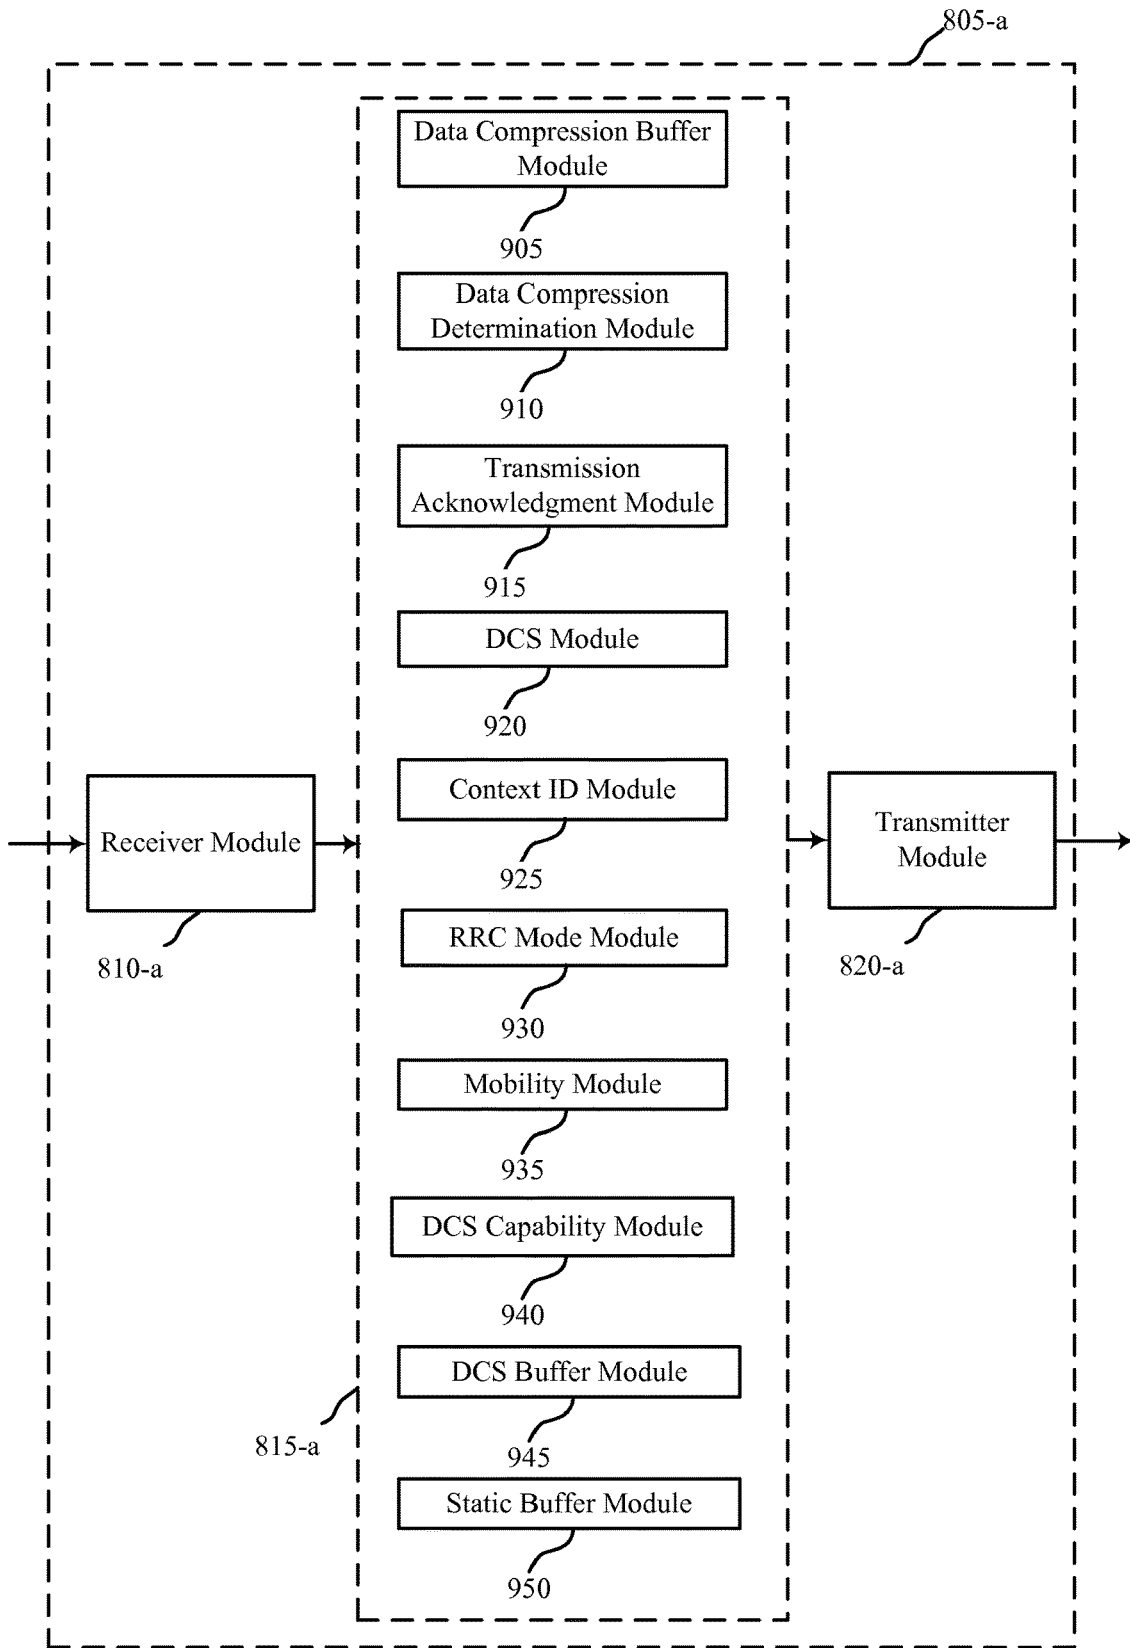 805-a
Data Compression Buffer
Module
905
Data Compression
Determination Module
910
Transmission
Acknowledgment Module
915
DCS Module
920
Context ID Module
925
Receiver Module
810-a
Transmitter
Module
820-a
RRC Mode Module
930
Mobility Module
935
DCS Capability Module
940
DCS Buffer Module
945
815-a
Static Buffer Module
950